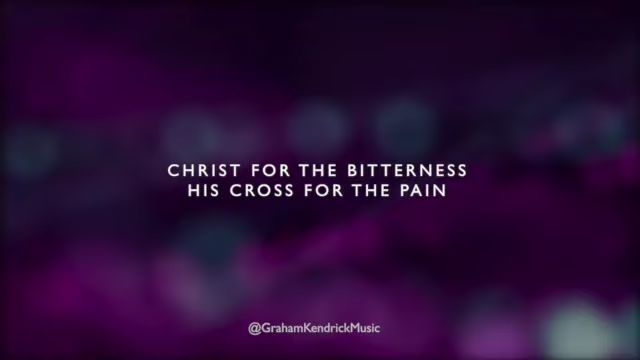 CHRIST FOR THE BITTERNESS
HIS CROSS FOR THE PAIN
@GrahamKendrickMusic